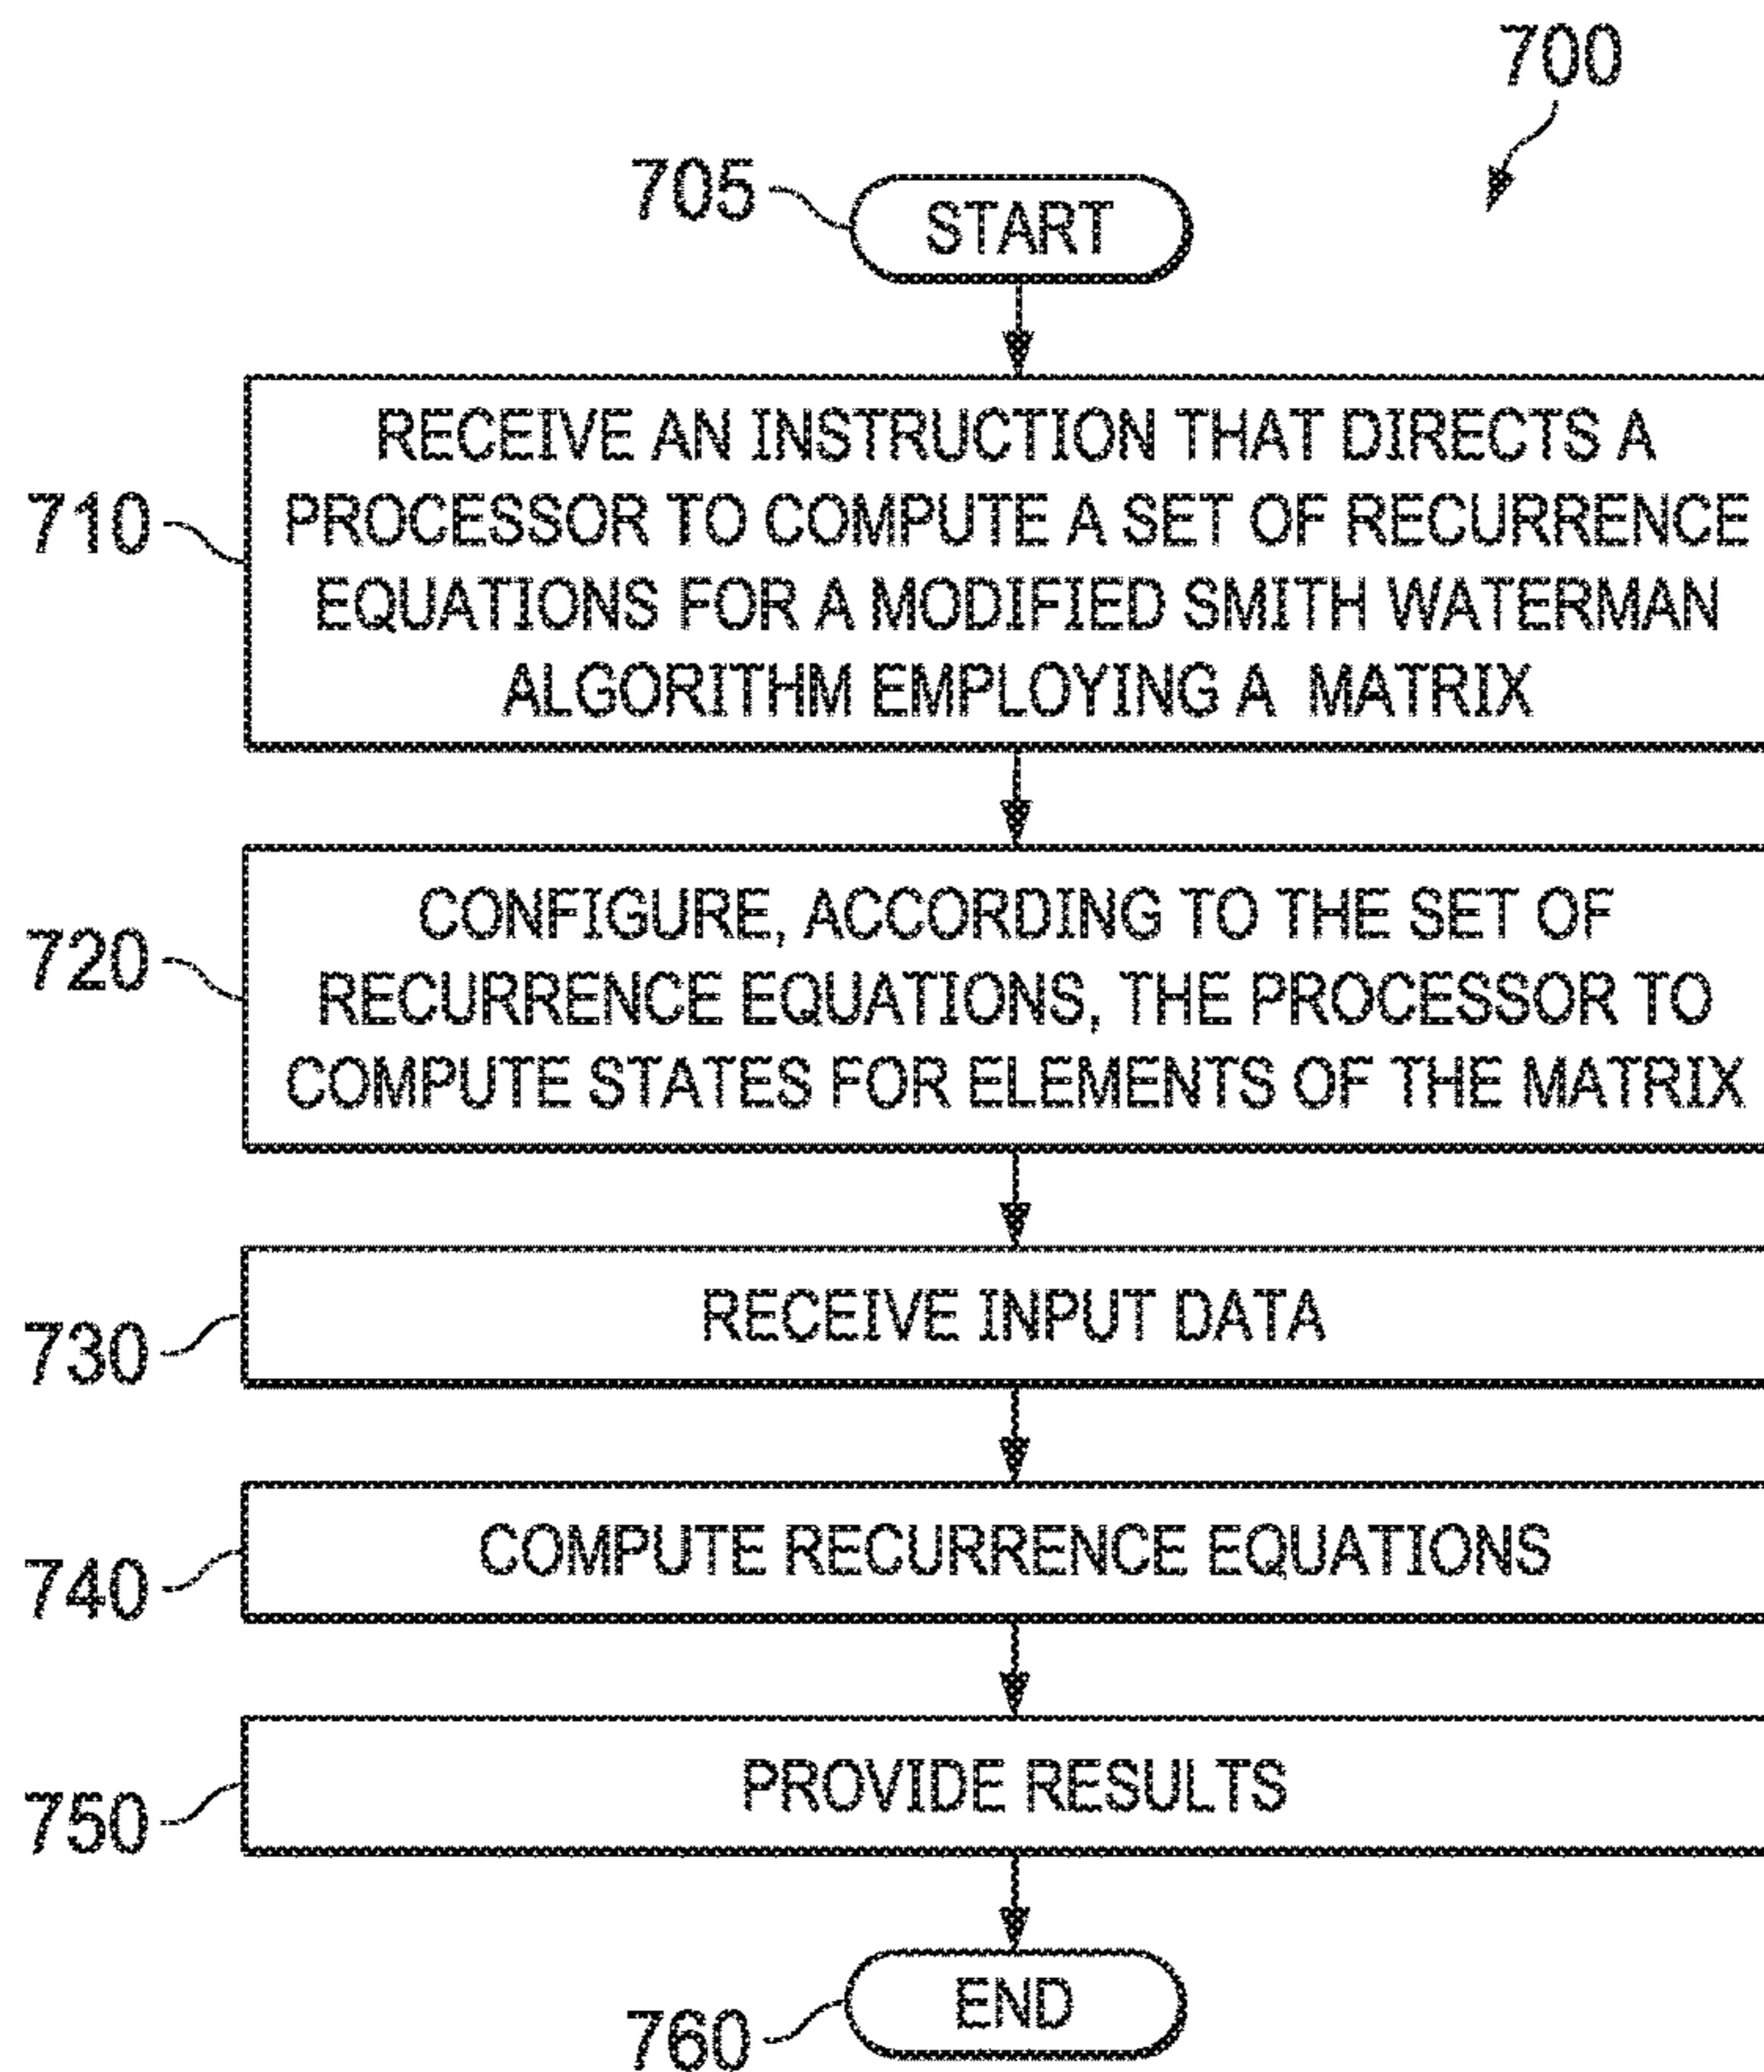 700
705
START
710
RECEIVE AN INSTRUCTION THAT DIRECTS A
PROCESSOR TO COMPUTE A SET OF RECURRENCE
EQUATIONS FOR A MODIFIED SMITH WATERMAN
ALGORITHM EMPLOYING A MATRIX
720
CONFIGURE, ACCORDING TO THE SET OF
RECURRENCE EQUATIONS, THE PROCESSOR TO
COMPUTE STATES FOR ELEMENTS OF THE MATRIX
730
RECEIVE INPUT DATA
740
COMPUTE RECURRENCE EQUATIONS
750
PROVIDE RESULTS
760
END